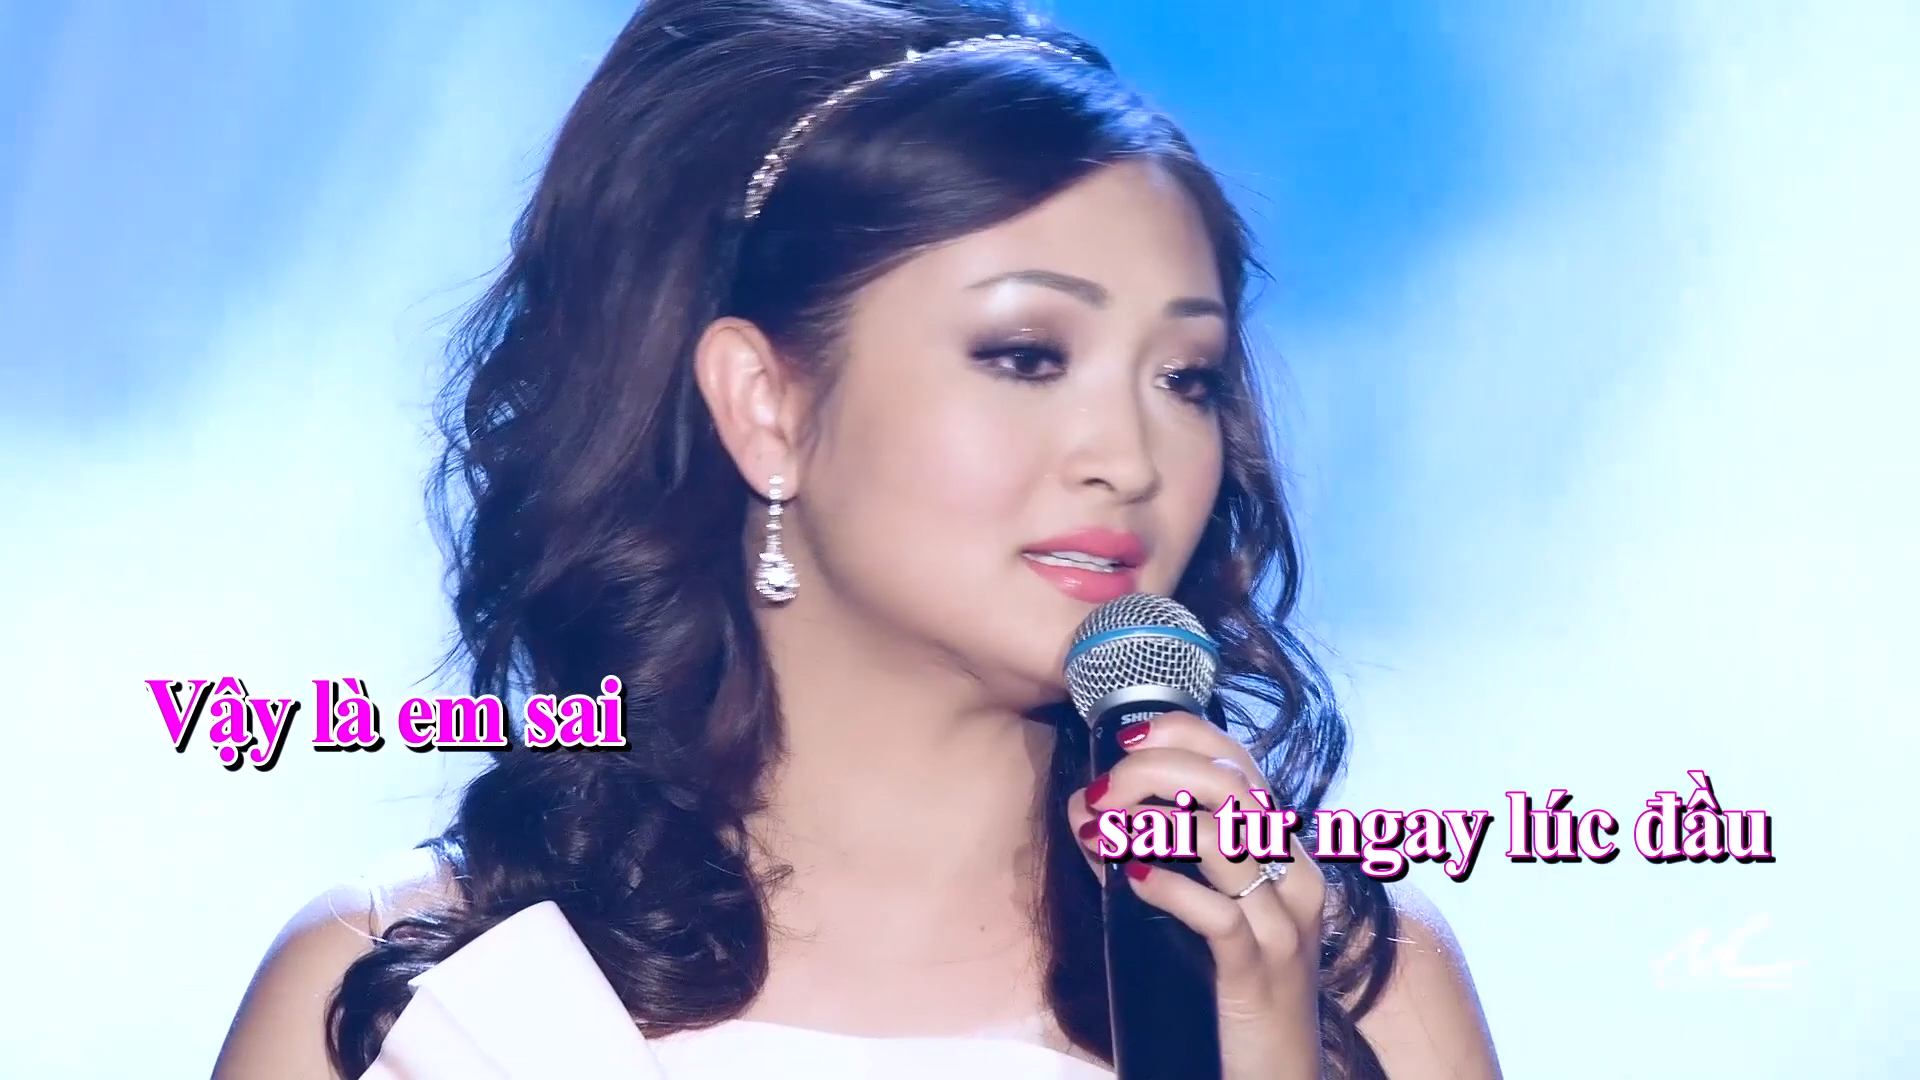 Vậy là em sai
sai từ ngay lúc đầu